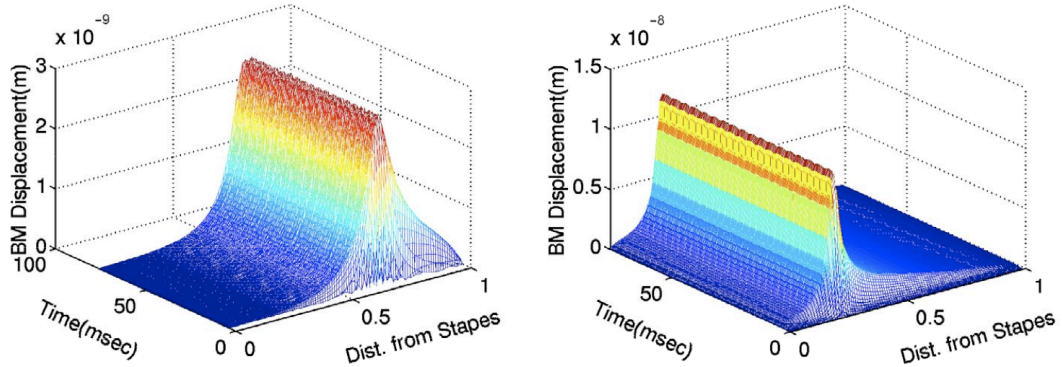 x 10⁻⁹
3
2
1
0
BM Displacement(m)
100
50
0
Time(msec)
0
0.5
1
Dist. from Stapes
x 10⁻⁸
1.5
1
0.5
0
BM Displacement(m)
100
50
0
Time(msec)
0
0.5
1
Dist. from Stapes